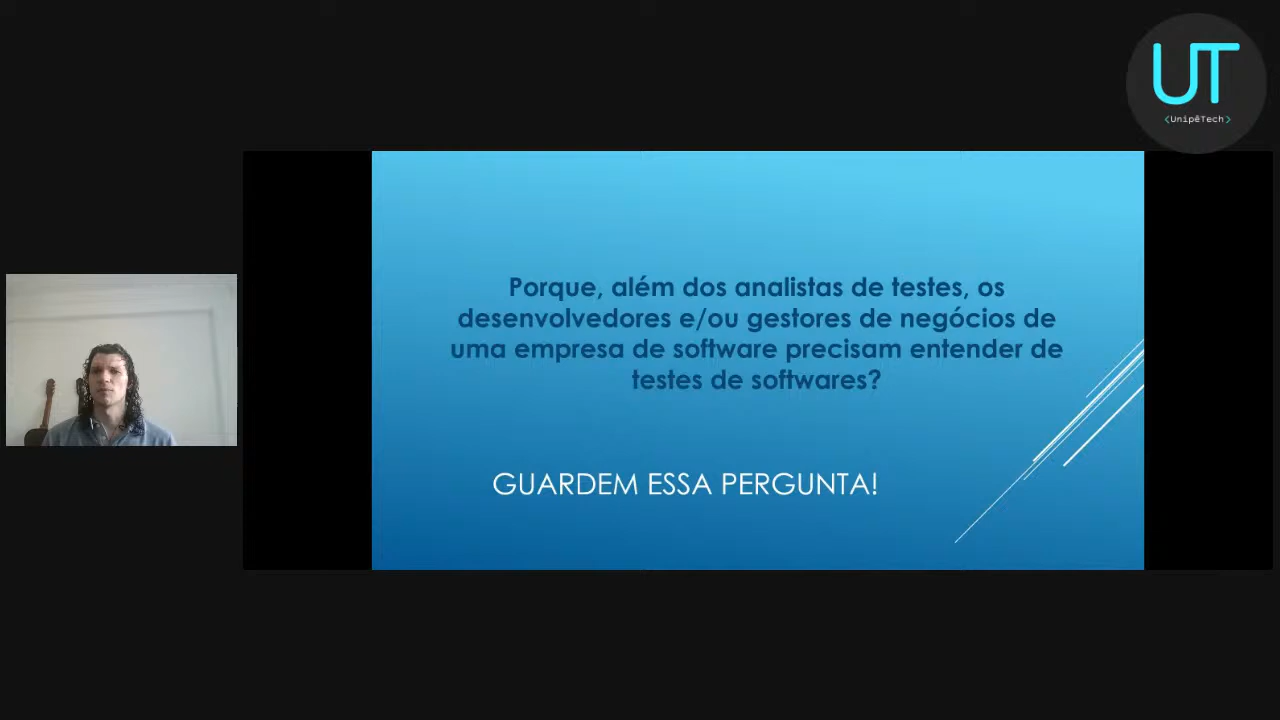 UT
<UnipêTech>
Porque, além dos analistas de testes, os
desenvolvedores e/ou gestores de negócios de
uma empresa de software precisam entender de
testes de softwares?
GUARDEM ESSA PERGUNTA!